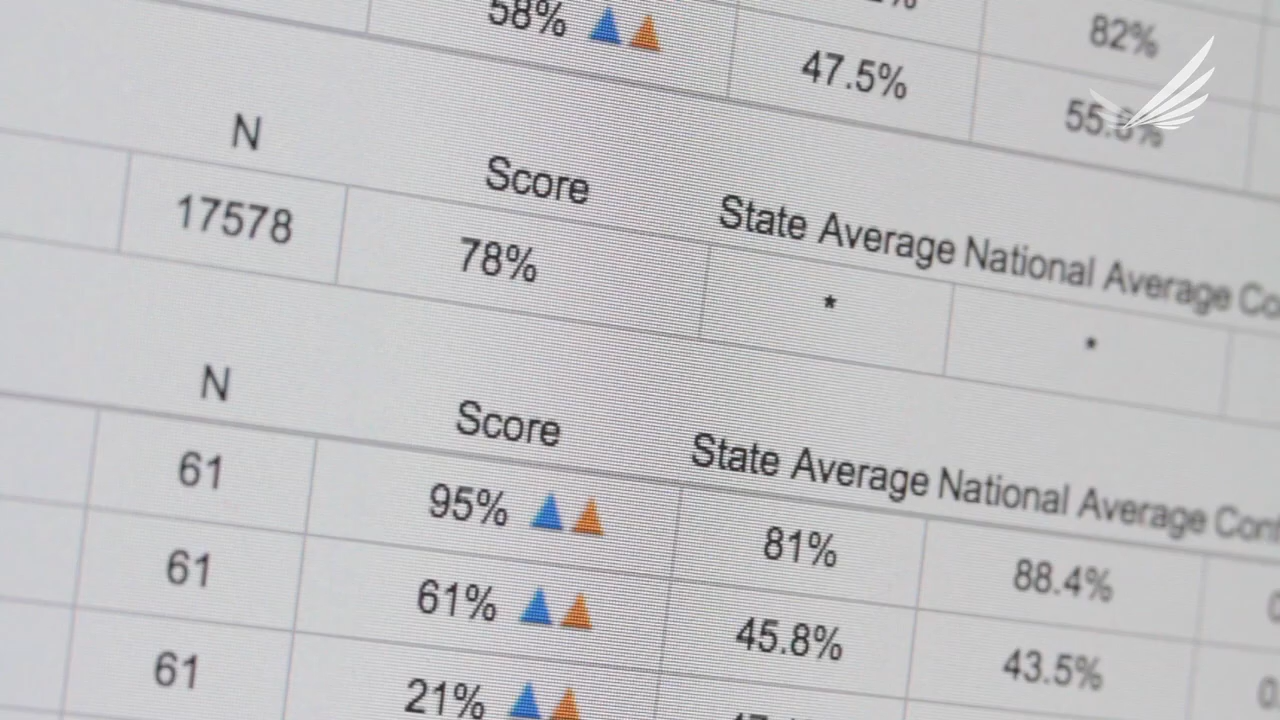 58%
82%
47.5%
N
Score
State Average National Average
17578
78%
*
*
N
Score
State Average National Average
61
95%
81%
88.4%
61
61%
45.8%
43.5%
61
21%